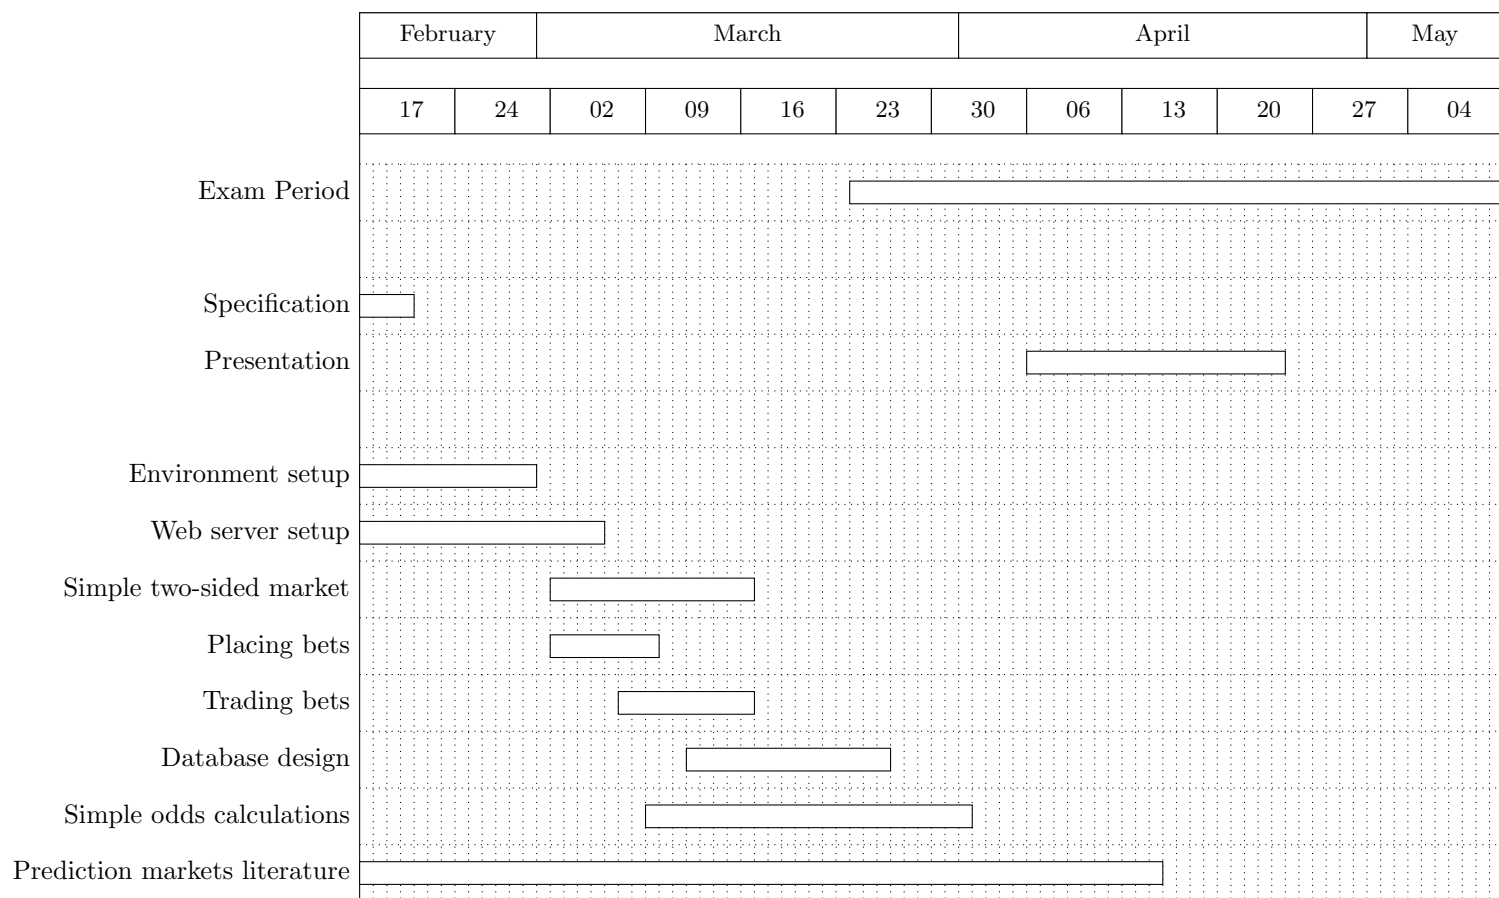 February March April May
17 24 02 09 16 23 30 06 13 20 27 04
Exam Period
Specification
Presentation
Environment setup
Web server setup
Simple two-sided market
Placing bets
Trading bets
Database design
Simple odds calculations
Prediction markets literature